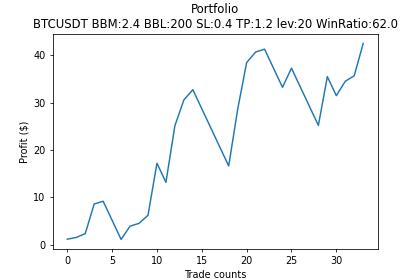 Portfolio
BTCUSDT BBM:2.4 BBL:200 SL:0.4 TP:1.2 lev:20 WinRatio:62.0
40
30
20
10
0
Profit ($)
0 5 10 15 20 25 30
Trade counts